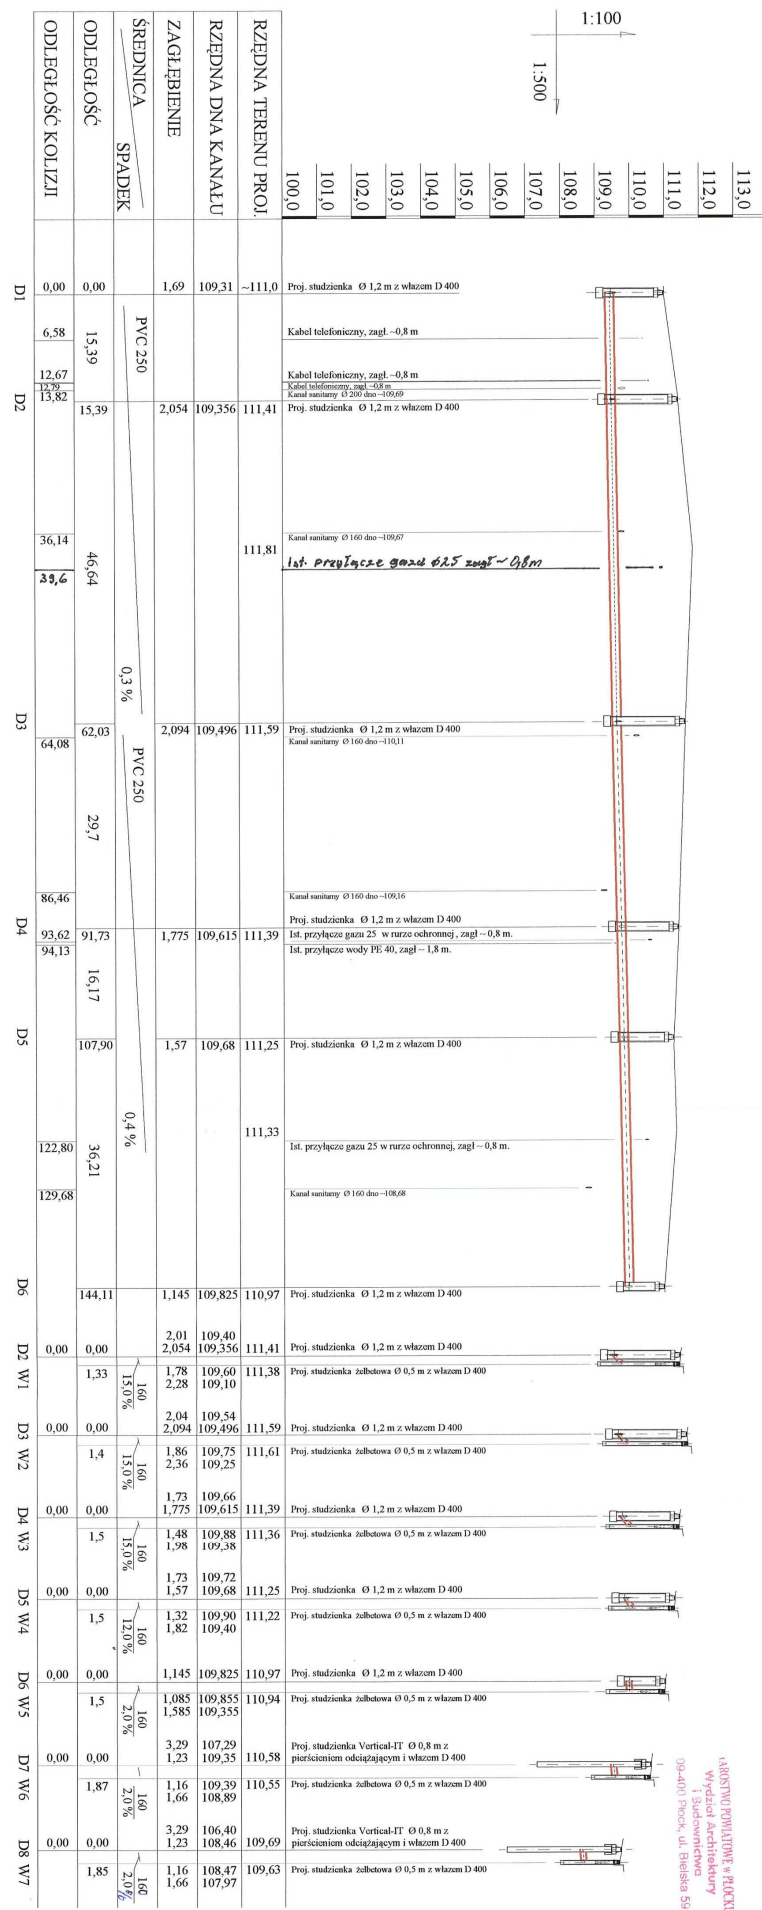 1:100
1:500
113,0
112,0
111,0
110,0
109,0
108,0
107,0
106,0
105,0
104,0
103,0
102,0
101,0
100,0
RZĘDNA TERENU PROJ.
RZĘDNA DNA KANAŁU
ZAGŁĘBIENIE
ŚREDNICA SPADEK
ODLEGŁOŚĆ
ODLEGŁOŚĆ KOLIZJI
D1 0,00 0,00 1,69 109,31 ~111,0 Proj. studzienka Ø 1,2 m z włazem D 400
PVC 250
15,39
6,58 Kabel telefoniczny, zagł. ~0,8 m
12,67 Kabel telefoniczny, zagł. ~0,8 m
12,79 Kabel telefoniczny, zagł. ~0,8 m
13,82 Kanał sanitarny Ø 200 dno ~109,69
D2 15,39 2,054 109,356 111,41 Proj. studzienka Ø 1,2 m z włazem D 400
36,14 Kanał sanitarny Ø 160 dno ~109,67
111,81
46,64
39,6 Ist. przyłącze gazu Ø25 zagł ~ 0,8m
0,3 %
D3 62,03 2,094 109,496 111,59 Proj. studzienka Ø 1,2 m z włazem D 400
64,08 Kanał sanitarny Ø 160 dno ~110,11
PVC 250
29,7
86,46 Kanał sanitarny Ø 160 dno ~109,16
Proj. studzienka Ø 1,2 m z włazem D 400
D4 93,62 91,73 1,775 109,615 111,39 Ist. przyłącze gazu 25 w rurze ochronnej, zagł ~ 0,8 m.
94,13 Ist. przyłącze wody PE 40, zagł ~ 1,8 m.
16,17
D5 107,90 1,57 109,68 111,25 Proj. studzienka Ø 1,2 m z włazem D 400
0,4 %
111,33
122,80 Ist. przyłącze gazu 25 w rurze ochronnej, zagł ~ 0,8 m.
36,21
129,68 Kanał sanitarny Ø 160 dno ~108,68
D6 144,11 1,145 109,825 110,97 Proj. studzienka Ø 1,2 m z włazem D 400
2,01 109,40
D2 0,00 0,00 2,054 109,356 111,41 Proj. studzienka Ø 1,2 m z włazem D 400
W1 1,33 160 15,0 % 1,78 109,60 111,38 Proj. studzienka żelbetowa Ø 0,5 m z włazem D 400
2,28 109,10
2,04 109,54
D3 0,00 0,00 2,094 109,496 111,59 Proj. studzienka Ø 1,2 m z włazem D 400
W2 1,4 160 15,0 % 1,86 109,75 111,61 Proj. studzienka żelbetowa Ø 0,5 m z włazem D 400
2,36 109,25
1,73 109,66
D4 0,00 0,00 1,775 109,615 111,39 Proj. studzienka Ø 1,2 m z włazem D 400
W3 1,5 160 15,0 % 1,48 109,88 111,36 Proj. studzienka żelbetowa Ø 0,5 m z włazem D 400
1,98 109,38
1,73 109,72
D5 0,00 0,00 1,57 109,68 111,25 Proj. studzienka Ø 1,2 m z włazem D 400
W4 1,5 160 12,0 % 1,32 109,90 111,22 Proj. studzienka żelbetowa Ø 0,5 m z włazem D 400
1,82 109,40
D6 0,00 0,00 1,145 109,825 110,97 Proj. studzienka Ø 1,2 m z włazem D 400
W5 1,5 160 2,0 % 1,085 109,855 110,94 Proj. studzienka żelbetowa Ø 0,5 m z włazem D 400
1,585 109,355
3,29 107,29 Proj. studzienka Vertical-IT Ø 0,8 m z
D7 0,00 0,00 1,23 109,35 110,58 pierścieniem odciążającym i włazem D 400
W6 1,87 160 2,0 % 1,16 109,39 110,55 Proj. studzienka żelbetowa Ø 0,5 m z włazem D 400
1,66 108,89
3,29 106,40 Proj. studzienka Vertical-IT Ø 0,8 m z
D8 0,00 0,00 1,23 108,46 109,69 pierścieniem odciążającym i włazem D 400
W7 1,85 160 2,0% 1,16 108,47 109,63 Proj. studzienka żelbetowa Ø 0,5 m z włazem D 400
1,66 107,97
POWIATOWE w PŁOCKU
Wydział Architektury
i Budownictwa
09-400 Płock, ul. Bielska 59